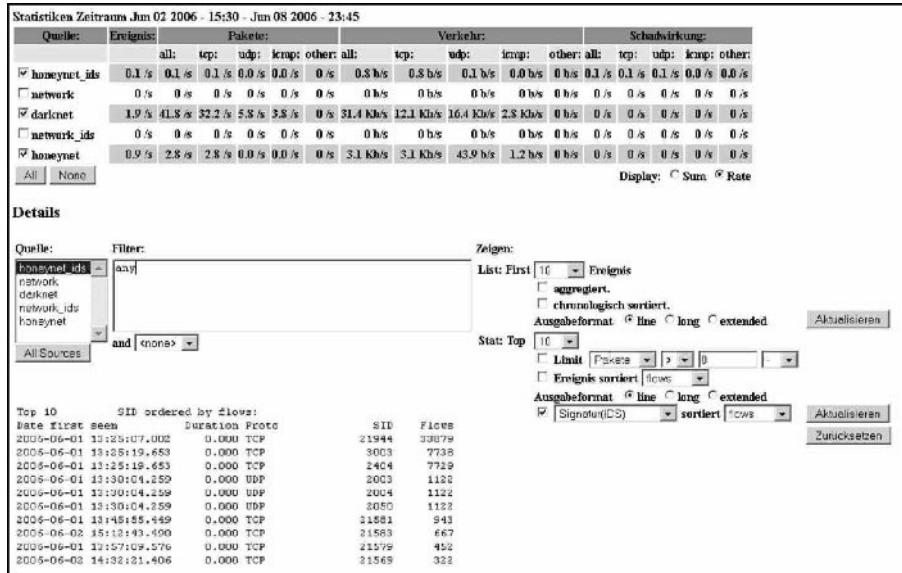 Statistiken Zeitraum Jun 02 2006 - 15:30 - Jun 08 2006 - 23:45
Quelle: Ereignis: Pakete: Verkehr: Schadwirkung:
all: tcp: udp: icmp: other: all: tcp: udp: icmp: other: all: tcp: udp: icmp: other:
honeynet_ids 0.1 /s 0.1 /s 0.1 /s 0.0 /s 0.0 /s 0 /s 0.8 b/s 0.8 b/s 0.1 b/s 0.0 b/s 0 b/s 0.1 /s 0.1 /s 0.1 /s 0.0 /s 0.0 /s
network 0 /s 0 /s 0 /s 0 /s 0 /s 0 /s 0 b/s 0 b/s 0 b/s 0 b/s 0 b/s 0 /s 0 /s 0 /s 0 /s 0 /s
darknet 1.9 /s 41.8 /s 32.2 /s 5.8 /s 3.8 /s 0 /s 31.4 Kb/s 12.1 Kb/s 16.4 Kb/s 2.8 Kb/s 0 b/s 0 /s 0 /s 0 /s 0 /s 0 /s
network_ids 0 /s 0 /s 0 /s 0 /s 0 /s 0 /s 0 b/s 0 b/s 0 b/s 0 b/s 0 b/s 0 /s 0 /s 0 /s 0 /s 0 /s
honeynet 0.9 /s 2.8 /s 2.8 /s 0.0 /s 0.0 /s 0 /s 3.1 Kb/s 3.1 Kb/s 43.9 b/s 1.2 b/s 0 b/s 0 /s 0 /s 0 /s 0 /s 0 /s
All None Display: Sum Rate
Details
Quelle: Filter: Zeigen:
honeynet_ids
network
darknet
network_ids
honeynet
All Sources
any
and <none>
List: First 10 Ereignis
aggregiert.
chronologisch sortiert.
Ausgabeformat line long extended Aktualisieren
Stat: Top 10
Limit Pakete > 0 -
Ereignis sortiert flows
Ausgabeformat line long extended
Signatur(IDS) sortiert flows Aktualisieren
Zurücksetzen
Top 10 SID ordered by flows:
Date first seen Duration Proto SID Flows
2006-06-01 13:25:07.002 0.000 TCP 21944 33879
2006-06-01 13:25:19.653 0.000 TCP 3003 7738
2006-06-01 13:25:19.653 0.000 TCP 2404 7729
2006-06-01 13:30:04.259 0.000 UDP 2003 1122
2006-06-01 13:30:04.259 0.000 UDP 2004 1122
2006-06-01 13:30:04.259 0.000 UDP 2050 1122
2006-06-01 13:45:55.449 0.000 TCP 21581 943
2006-06-02 15:12:43.490 0.000 TCP 21583 667
2006-06-01 13:57:09.576 0.000 TCP 21579 452
2006-06-02 14:32:21.406 0.000 TCP 21569 322